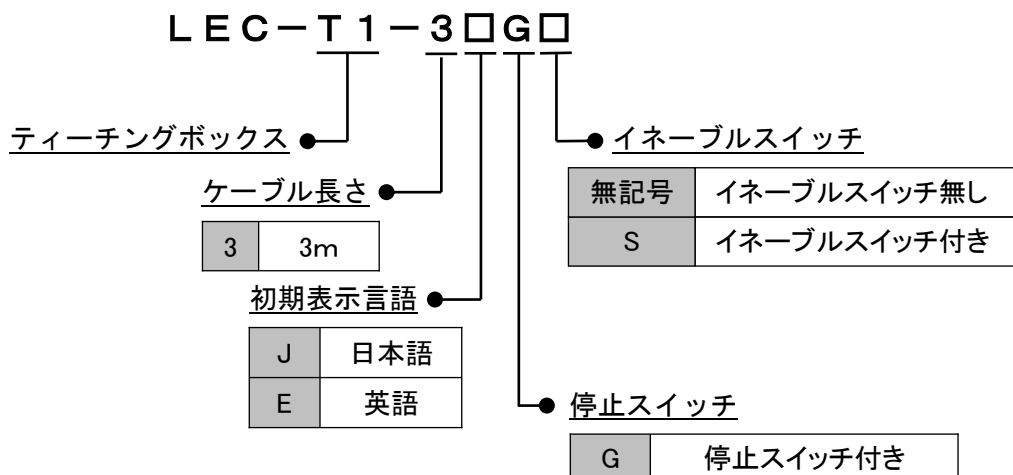 LEC-T1-3□G□
ティーチングボックス
イネーブルスイッチ
ケーブル長さ
無記号 イネーブルスイッチ無し
S イネーブルスイッチ付き
3 3m
初期表示言語
J 日本語
E 英語
停止スイッチ
G 停止スイッチ付き